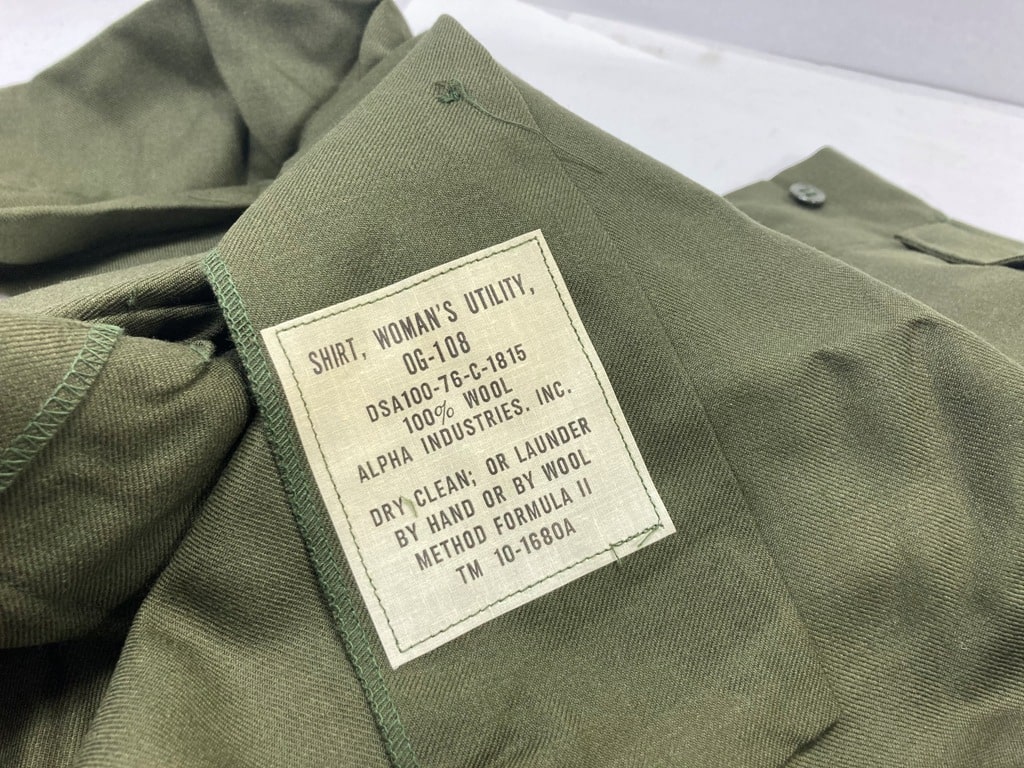 SHIRT, WOMAN'S UTILITY,
OG-108
DSA100-76-C-1815
100% WOOL
ALPHA INDUSTRIES, INC.
DRY CLEAN; OR LAUNDER
BY HAND OR BY WOOL
METHOD FORMULA II
TM 10-1680A